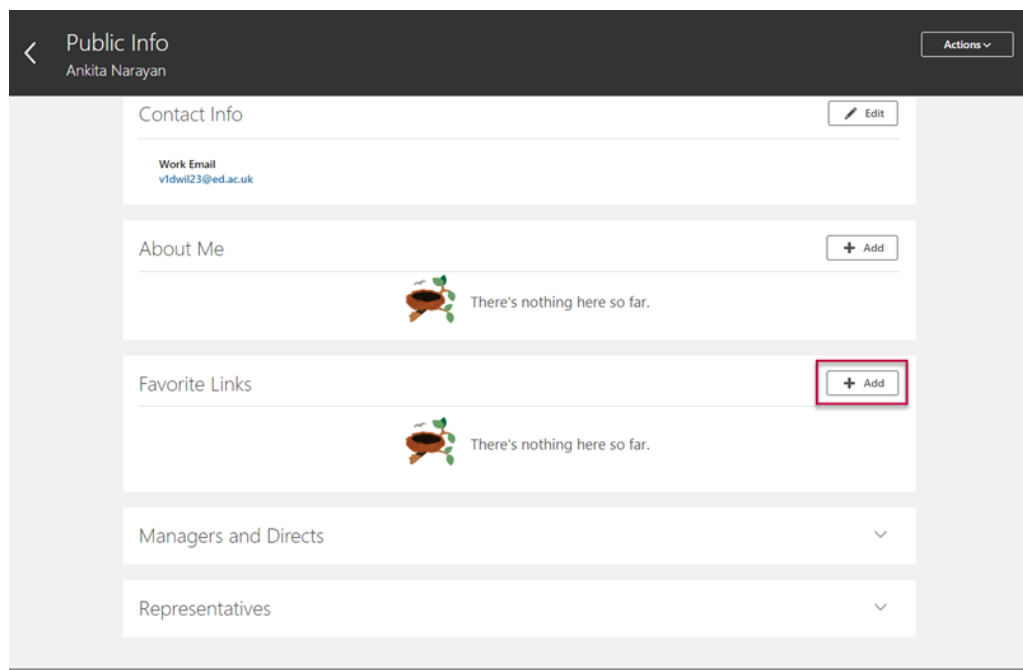 Public Info
Ankita Narayan
Actions
Contact Info
Edit
Work Email
v1dwil23@ed.ac.uk
About Me
Add
There's nothing here so far.
Favorite Links
Add
There's nothing here so far.
Managers and Directs
Representatives